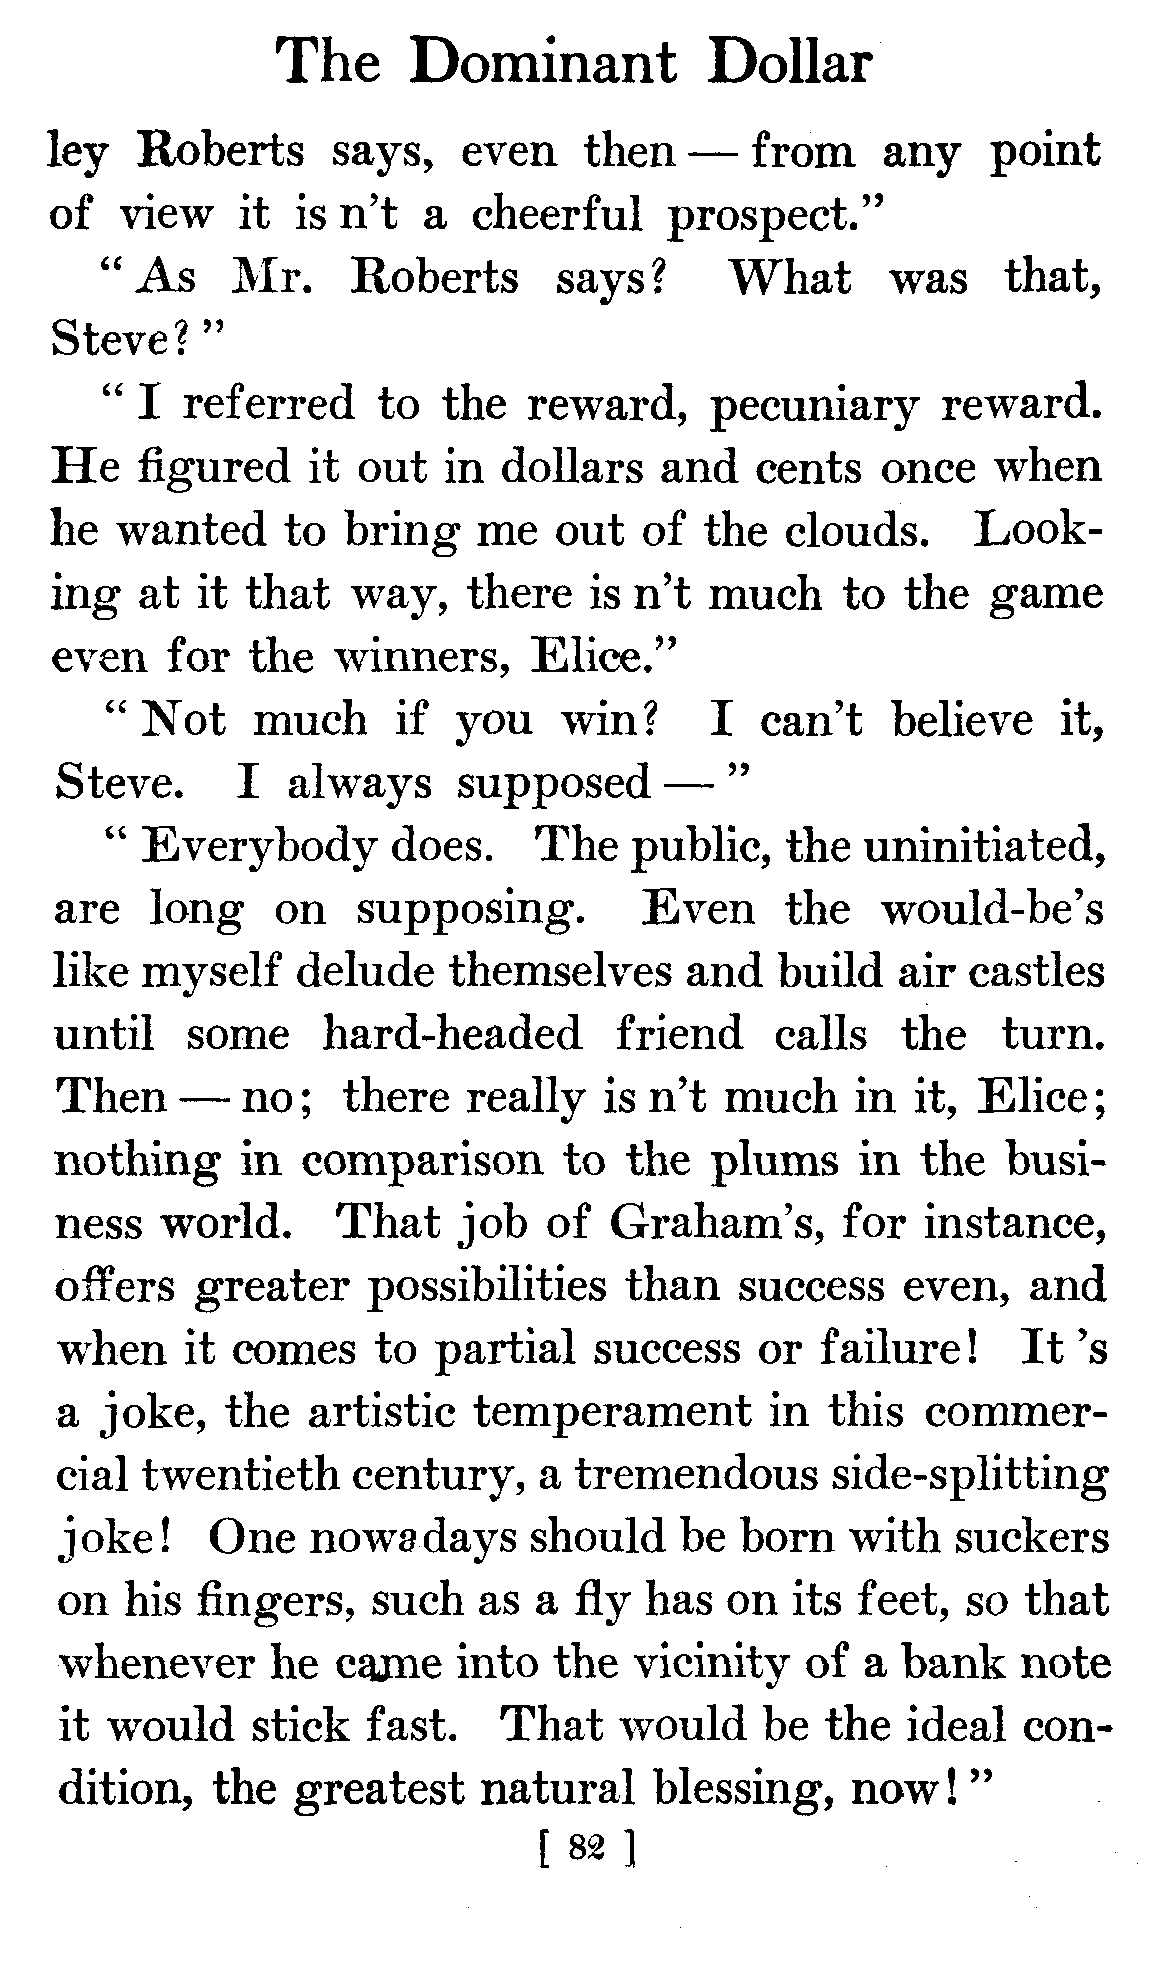 The Dominant Dollar
ley Roberts says, even then — from any point
of view it is n't a cheerful prospect."
"As Mr. Roberts says? What was that,
Steve?"
"I referred to the reward, pecuniary reward.
He figured it out in dollars and cents once when
he wanted to bring me out of the clouds. Look-
ing at it that way, there is n't much to the game
even for the winners, Elice."
"Not much if you win? I can't believe it,
Steve. I always supposed — "
"Everybody does. The public, the uninitiated,
are long on supposing. Even the would-be's
like myself delude themselves and build air castles
until some hard-headed friend calls the turn.
Then — no; there really is n't much in it, Elice;
nothing in comparison to the plums in the busi-
ness world. That job of Graham's, for instance,
offers greater possibilities than success even, and
when it comes to partial success or failure! It 's
a joke, the artistic temperament in this commer-
cial twentieth century, a tremendous side-splitting
joke! One nowadays should be born with suckers
on his fingers, such as a fly has on its feet, so that
whenever he came into the vicinity of a bank note
it would stick fast. That would be the ideal con-
dition, the greatest natural blessing, now!"
[ 82 ]